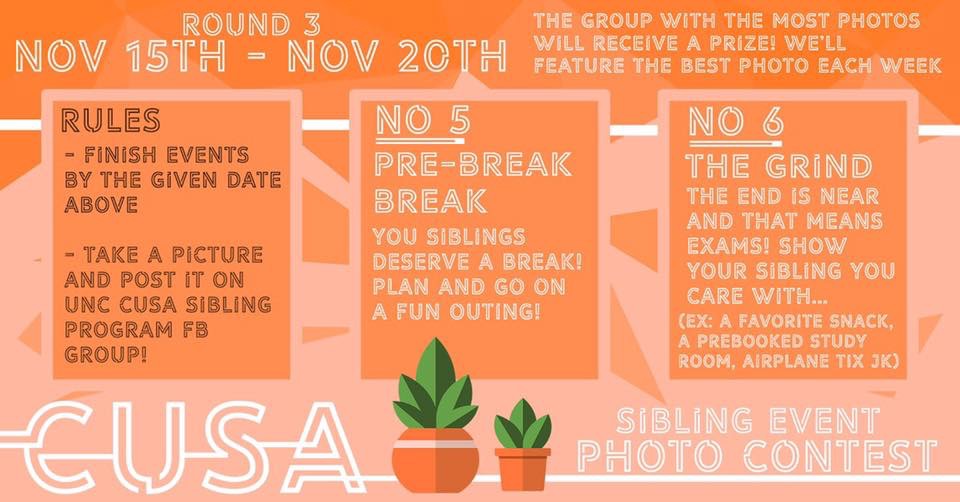 ROUND 3
NOV 15TH - NOV 20TH
THE GROUP WITH THE MOST PHOTOS
WILL RECEIVE A PRIZE! WE'LL
FEATURE THE BEST PHOTO EACH WEEK
RULES
- FINISH EVENTS
BY THE GIVEN DATE
ABOVE
- TAKE A PICTURE
AND POST IT ON
UNC CUSA SIBLING
PROGRAM FB
GROUP!
NO 5
PRE-BREAK
BREAK
YOU SIBLINGS
DESERVE A BREAK!
PLAN AND GO ON
A FUN OUTING!
NO 6
THE GRIND
THE END IS NEAR
AND THAT MEANS
EXAMS! SHOW
YOUR SIBLING YOU
CARE WITH...
(EX: A FAVORITE SNACK,
A PREBOOKED STUDY
ROOM, AIRPLANE TIX JK)
CUSA
SIBLING EVENT
PHOTO CONTEST